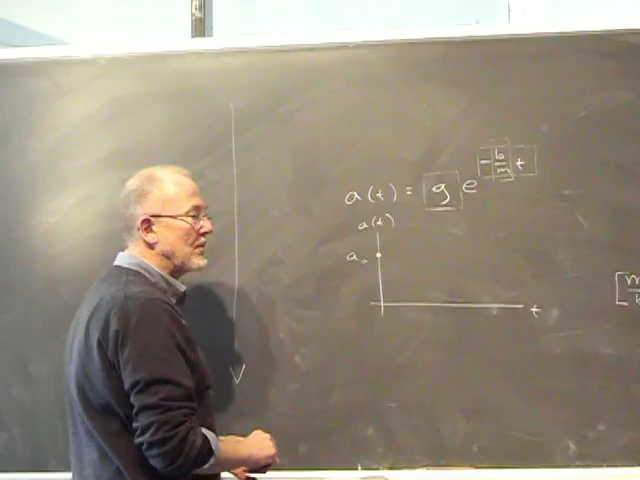 a(t) = g e^{-b/m t}
a(t)
a₀
t
[m